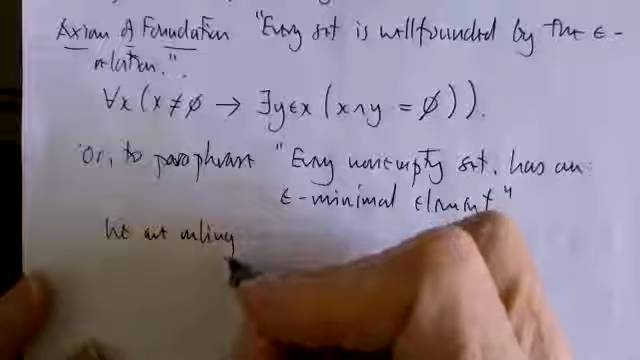 Axiom of Foundation "Every set is wellfounded by the ∈-
relation.".
∀x(x≠∅ → ∃y∈x (x∩y = ∅)).
Or, to paraphrase "Every nonempty set has an
∈-minimal element"
We are ruling